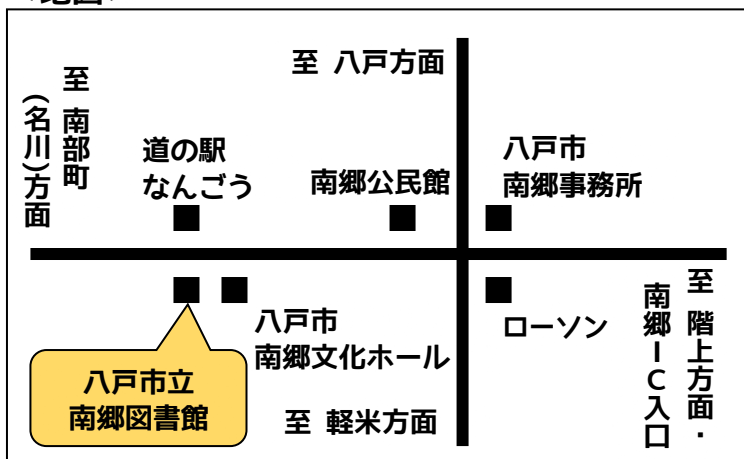 至 八戸方面
至 南部町
(名川)方面
道の駅
なんごう
南郷公民館
八戸市
南郷事務所
八戸市
南郷文化ホール
ローソン
至 階上方面・
南郷IC入口
八戸市立
南郷図書館
至 軽米方面